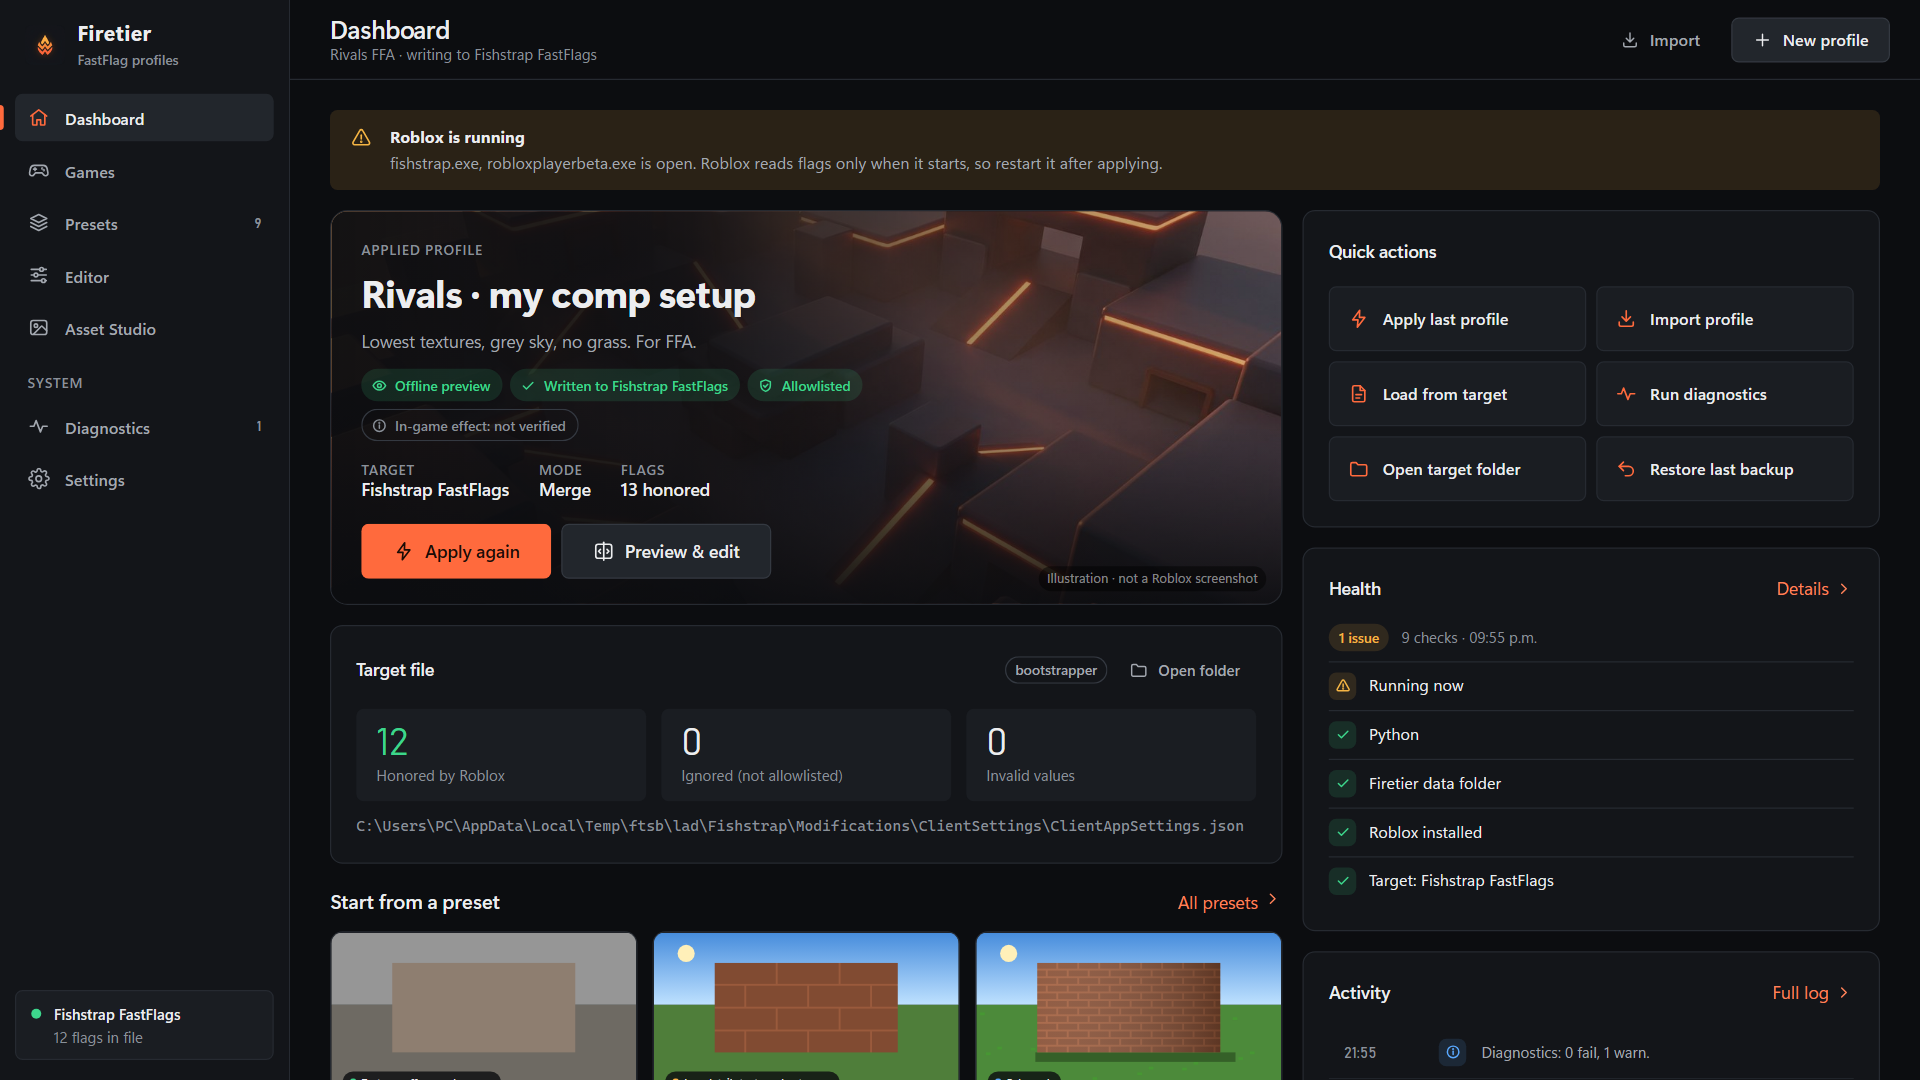 Firetier
FastFlag profiles
Dashboard
Games
Presets
9
Editor
Asset Studio
SYSTEM
Diagnostics
1
Settings
Fishstrap FastFlags
12 flags in file
Dashboard
Rivals FFA · writing to Fishstrap FastFlags
Import
New profile
Roblox is running
fishstrap.exe, robloxplayerbeta.exe is open. Roblox reads flags only when it starts, so restart it after applying.
APPLIED PROFILE
Rivals · my comp setup
Lowest textures, grey sky, no grass. For FFA.
Offline preview
Written to Fishstrap FastFlags
Allowlisted
In-game effect: not verified
TARGET
Fishstrap FastFlags
MODE
Merge
FLAGS
13 honored
Apply again
Preview & edit
Illustration · not a Roblox screenshot
Target file
bootstrapper
Open folder
12
Honored by Roblox
0
Ignored (not allowlisted)
0
Invalid values
C:\Users\PC\AppData\Local\Temp\ftsb\lad\Fishstrap\Modifications\ClientSettings\ClientAppSettings.json
Start from a preset
All presets
Quick actions
Apply last profile
Import profile
Load from target
Run diagnostics
Open target folder
Restore last backup
Health
Details
1 issue
9 checks · 09:55 p.m.
Running now
Python
Firetier data folder
Roblox installed
Target: Fishstrap FastFlags
Activity
Full log
21:55
Diagnostics: 0 fail, 1 warn.